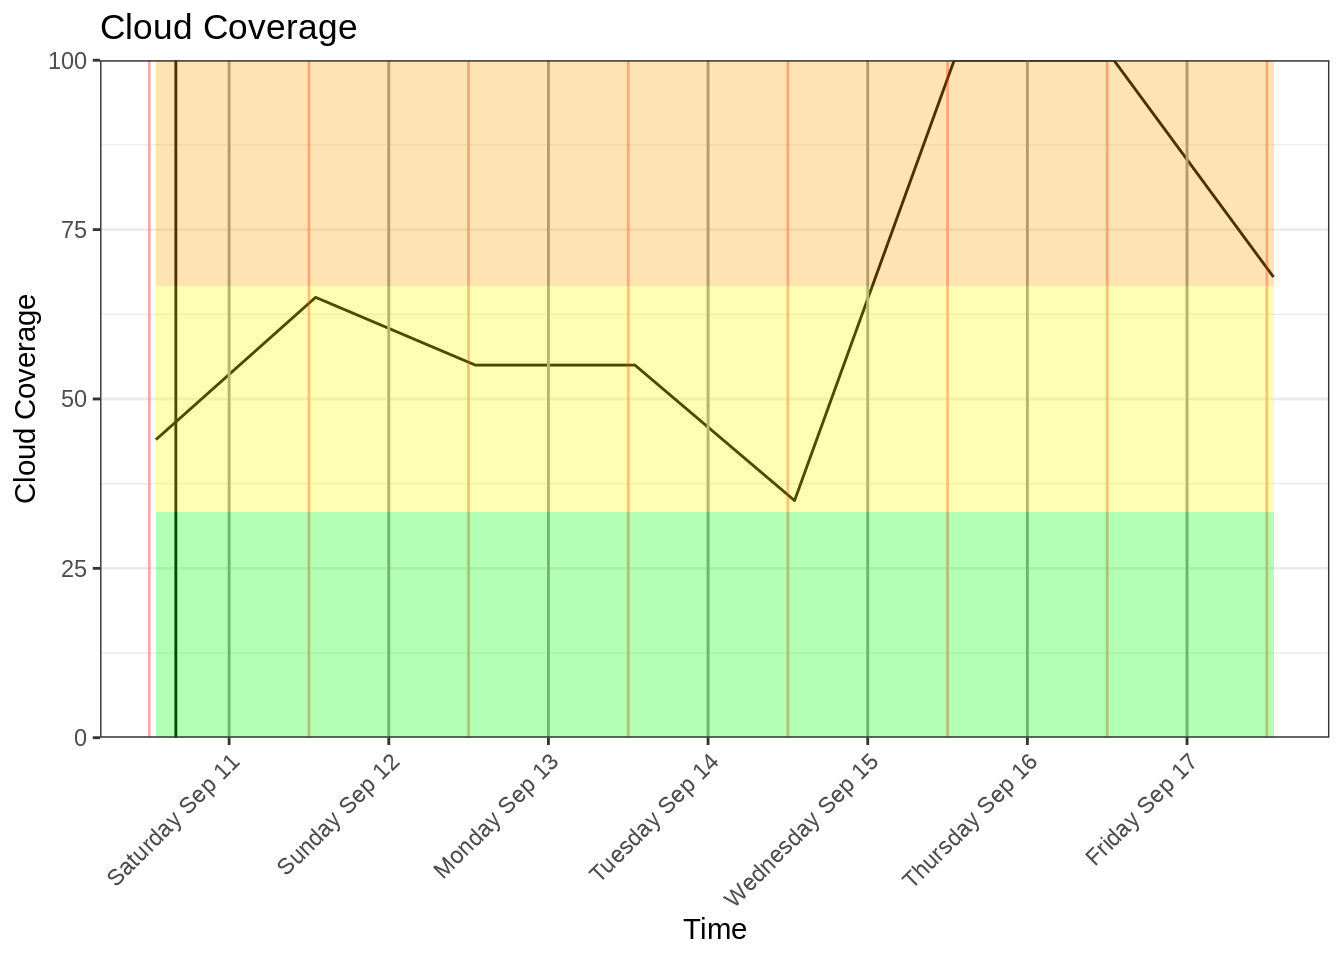 Cloud Coverage
100
75
50
25
0
Cloud Coverage
Saturday Sep 11
Sunday Sep 12
Monday Sep 13
Tuesday Sep 14
Wednesday Sep 15
Thursday Sep 16
Friday Sep 17
Time